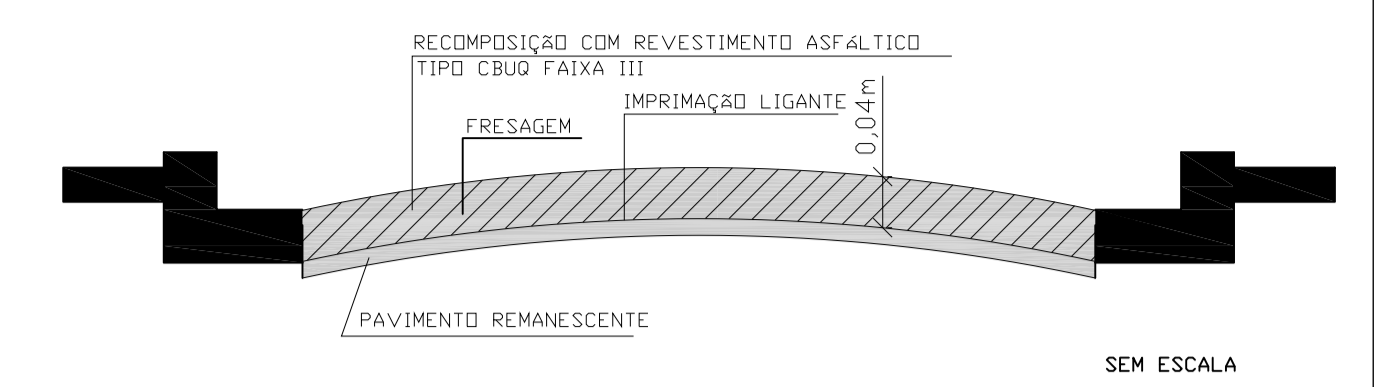 RECOMPOSIÇÃO COM REVESTIMENTO ASFÁLTICO
TIPO CBUQ FAIXA III
IMPRIMAÇÃO LIGANTE
0,04m
FRESAGEM
PAVIMENTO REMANESCENTE
SEM ESCALA